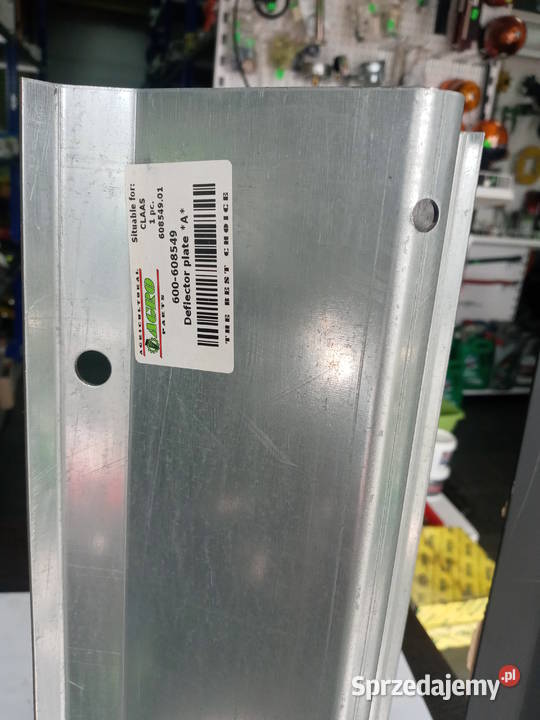 Situable for:
CLAAS
1 pc.
608549.01
AGRICULTURAL
AGRO
PARTS
600-608549
Deflector plate *A*
THE BEST CHOICE
Sprzedajemy.pl